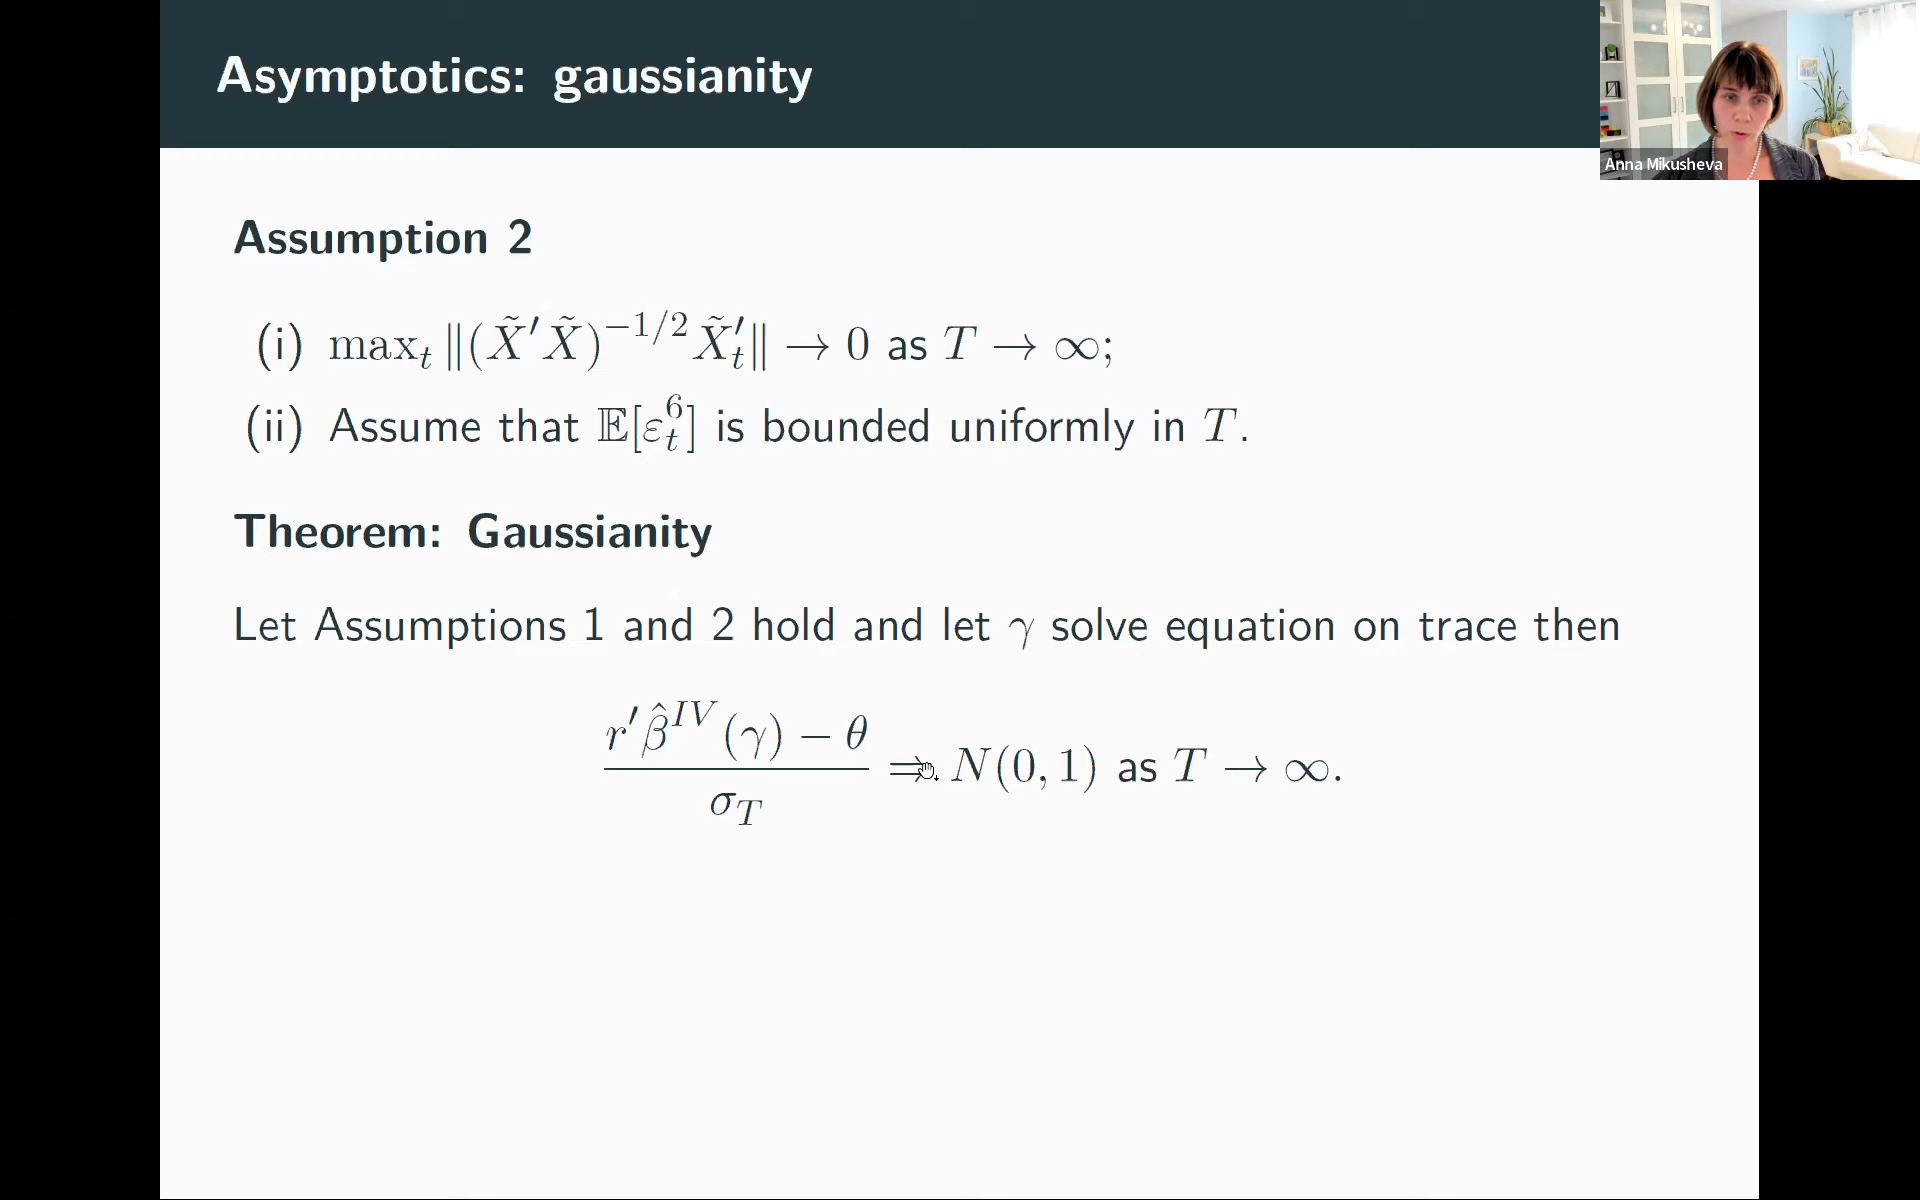 Asymptotics: gaussianity
Anna Mikusheva
Assumption 2
(i) max_t ‖(X̃′X̃)^{−1/2} X̃′_t‖ → 0 as T → ∞;
(ii) Assume that 𝔼[ε_t^6] is bounded uniformly in T.
Theorem: Gaussianity
Let Assumptions 1 and 2 hold and let γ solve equation on trace then
(r′β̂^{IV}(γ) − θ) / σ_T ⇒ N(0, 1) as T → ∞.